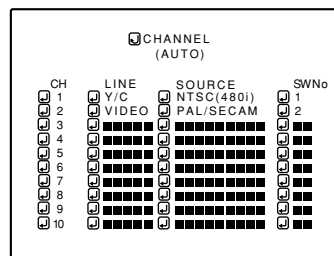 CHANNEL
(AUTO)
CH LINE SOURCE SWNo
1 Y/C NTSC(480i) 1
2 VIDEO PAL/SECAM 2
3
4
5
6
7
8
9
10